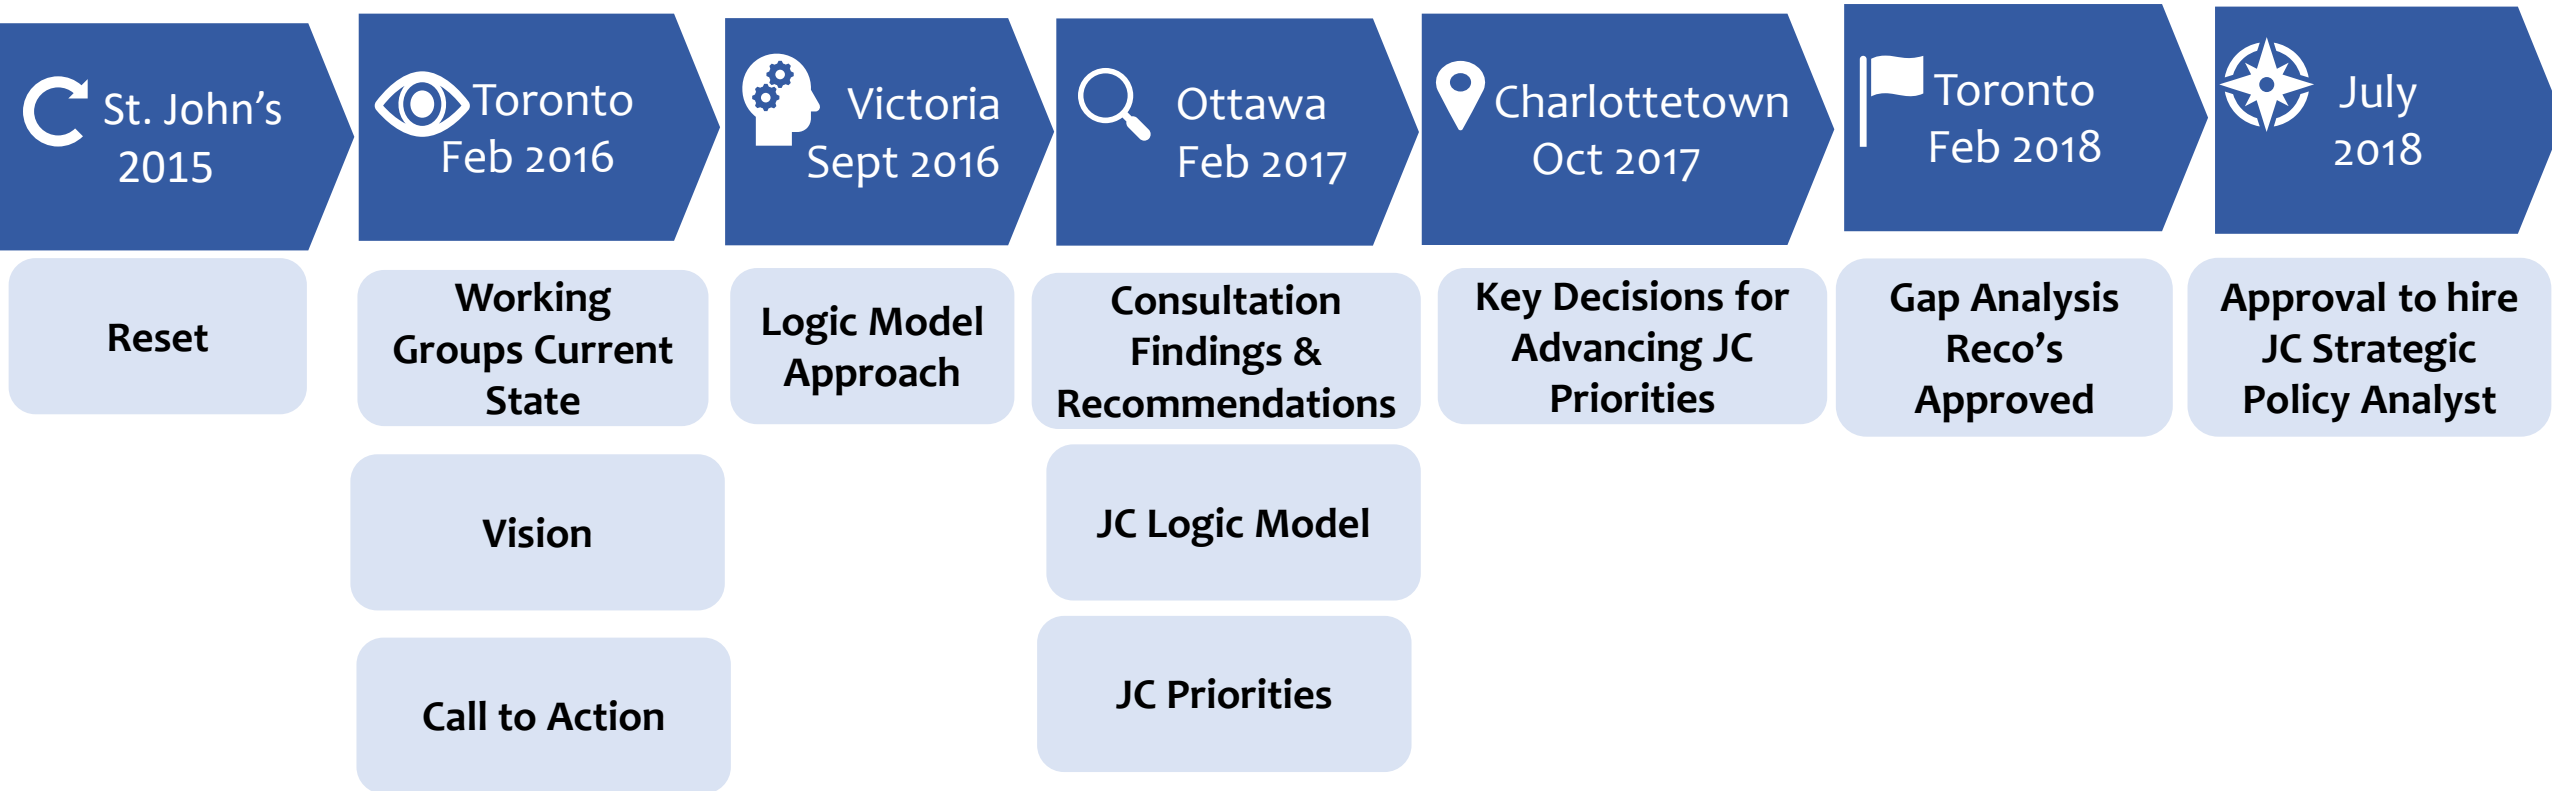 St. John’s
2015
Toronto
Feb 2016
Victoria
Sept 2016
Ottawa
Feb 2017
Charlottetown
Oct 2017
Toronto
Feb 2018
July
2018
Reset
Working
Groups Current
State
Vision
Call to Action
Logic Model
Approach
Consultation
Findings &
Recommendations
JC Logic Model
JC Priorities
Key Decisions for
Advancing JC
Priorities
Gap Analysis
Reco’s
Approved
Approval to hire
JC Strategic
Policy Analyst